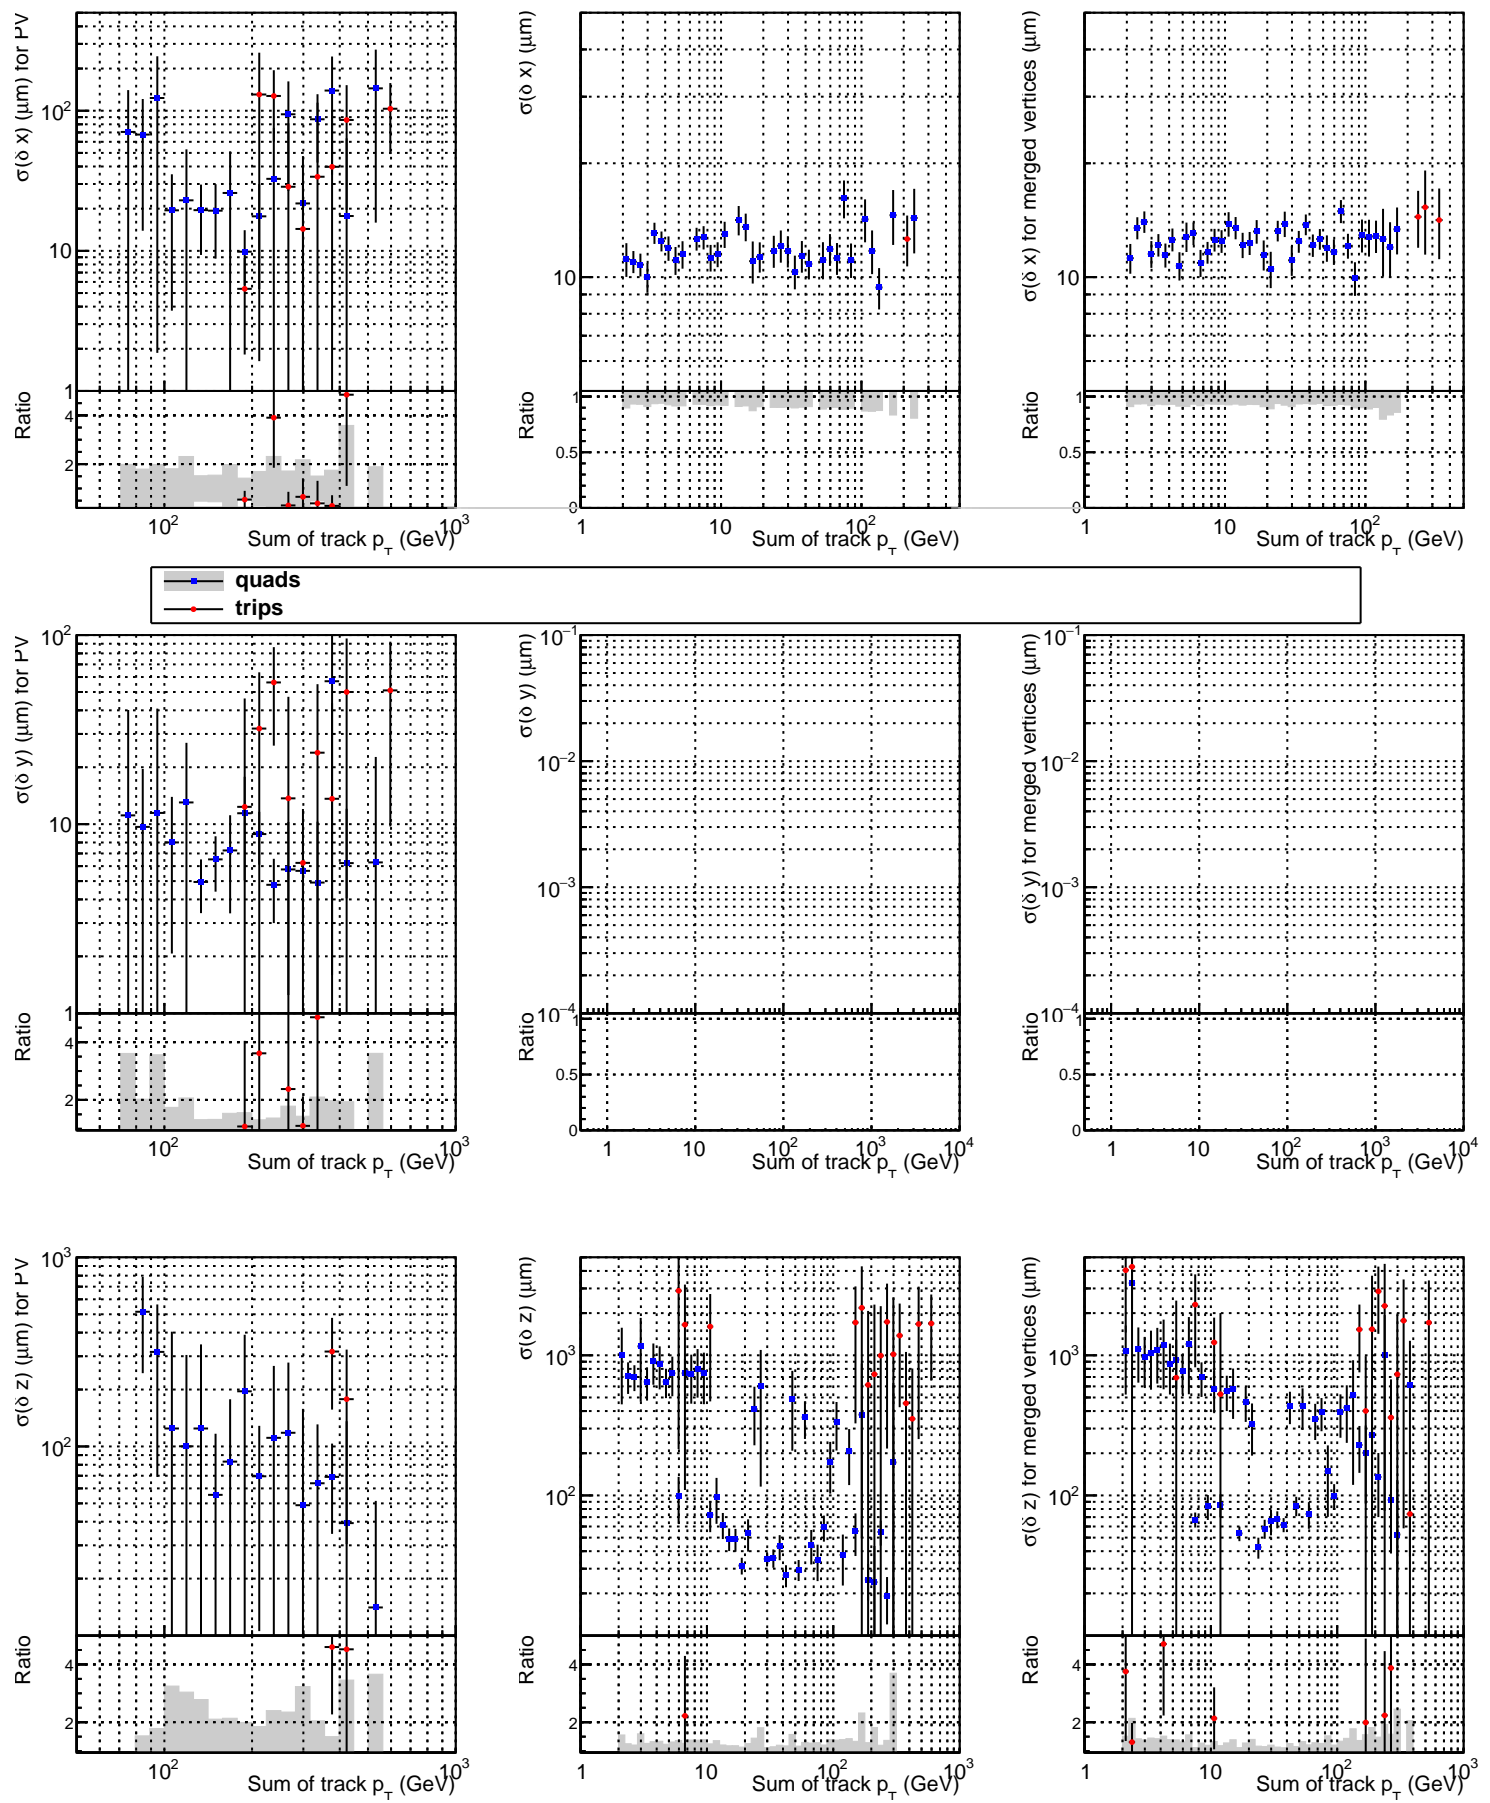 σ(δ x) (μm) for PV
10²
10
1
Ratio
4
2
10²
10³
Sum of track p_T (GeV)
σ(δ x) (μm)
10
Ratio
1
0.5
0
1
10
10²
Sum of track p_T (GeV)
σ(δ x) for merged vertices (μm)
10
Ratio
1
0.5
0
1
10
10²
Sum of track p_T (GeV)
quads
trips
σ(δ y) (μm) for PV
10²
10
1
Ratio
4
2
10²
10³
Sum of track p_T (GeV)
σ(δ y) (μm)
10⁻¹
10⁻²
10⁻³
10⁻⁴
Ratio
1
0.5
0
1
10
10²
10³
10⁴
Sum of track p_T (GeV)
σ(δ y) for merged vertices (μm)
10⁻¹
10⁻²
10⁻³
10⁻⁴
Ratio
1
0.5
0
1
10
10²
10³
10⁴
Sum of track p_T (GeV)
σ(δ z) (μm) for PV
10³
10²
Ratio
4
2
10²
10³
Sum of track p_T (GeV)
σ(δ z) (μm)
10³
10²
Ratio
4
2
1
10
10²
10³
Sum of track p_T (GeV)
σ(δ z) for merged vertices (μm)
10³
10²
Ratio
4
2
1
10
10²
10³
Sum of track p_T (GeV)